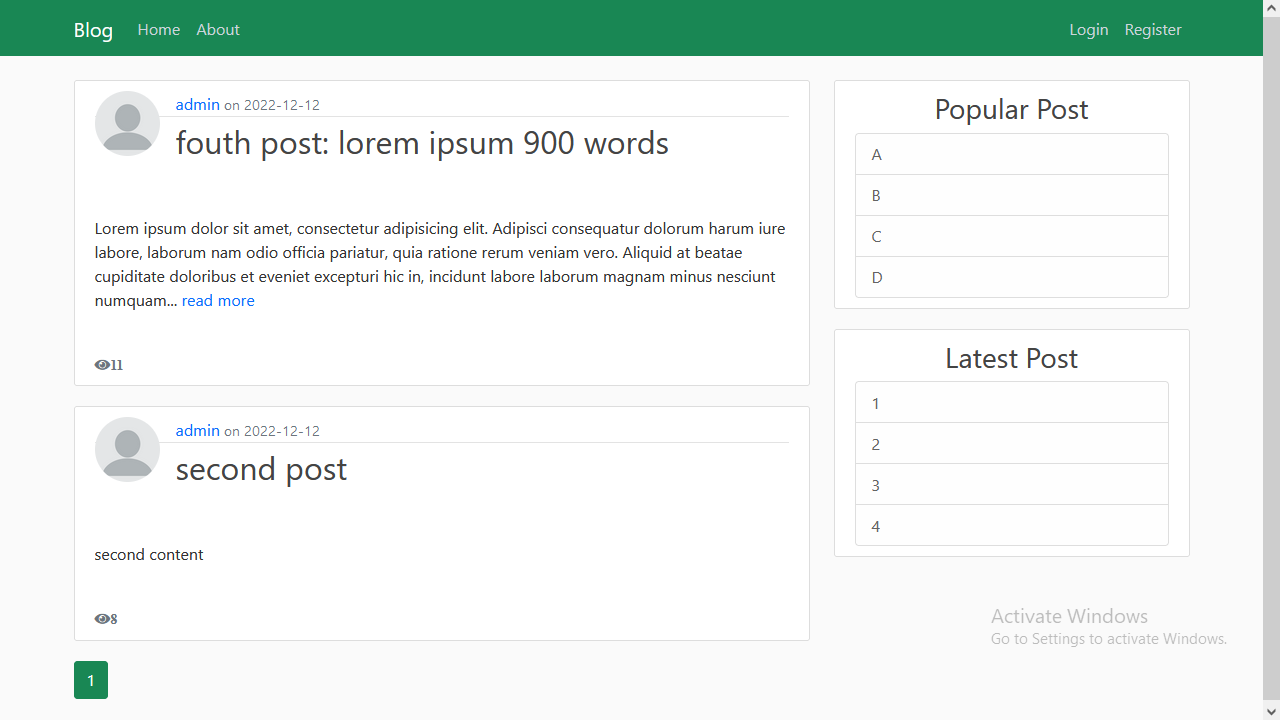 Blog Home About Login Register
admin on 2022-12-12
fouth post: lorem ipsum 900 words
Lorem ipsum dolor sit amet, consectetur adipisicing elit. Adipisci consequatur dolorum harum iure
labore, laborum nam odio officia pariatur, quia ratione rerum veniam vero. Aliquid at beatae
cupiditate doloribus et eveniet excepturi hic in, incidunt labore laborum magnam minus nesciunt
numquam... read more
11
admin on 2022-12-12
second post
second content
8
1
Popular Post
A
B
C
D
Latest Post
1
2
3
4
Activate Windows
Go to Settings to activate Windows.